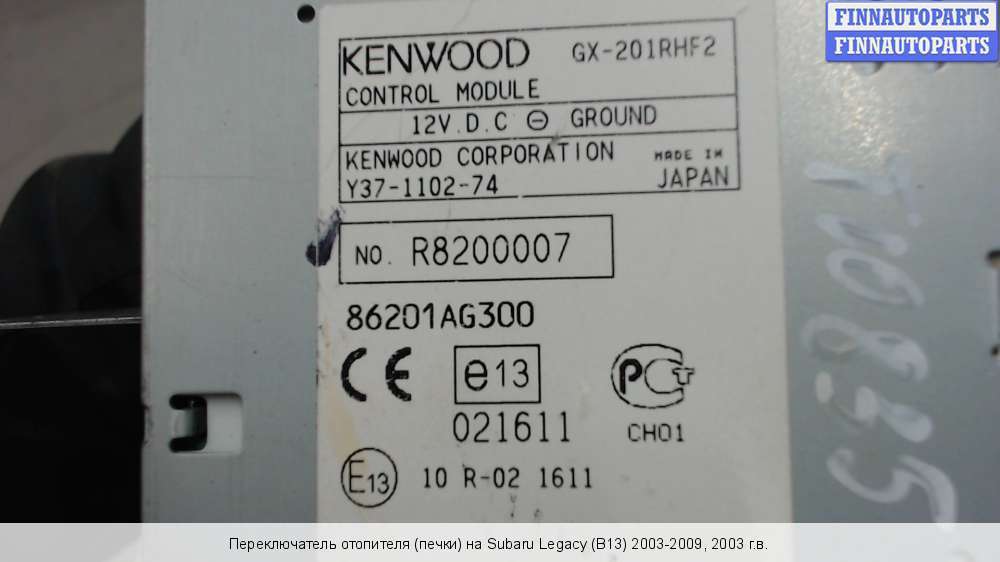 FINNAUTOPARTS
FINNAUTOPARTS
KENWOOD GX-201RHF2
CONTROL MODULE
12V.D.C ⊖ GROUND
KENWOOD CORPORATION MADE IN
Y37-1102-74 JAPAN
NO. R8200007
86201AG300
CE e13 PCT
021611 CH01
E13 10 R-02 1611
Переключатель отопителя (печки) на Subaru Legacy (B13) 2003-2009, 2003 г.в.